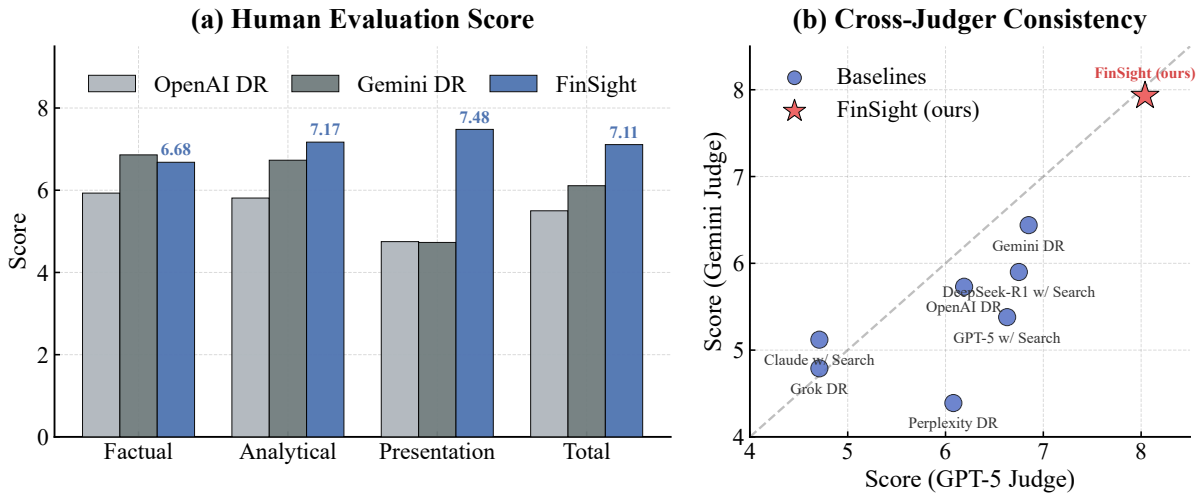 (a) Human Evaluation Score
OpenAI DR
Gemini DR
FinSight
Score
8
6
4
2
0
6.68
7.17
7.48
7.11
Factual
Analytical
Presentation
Total
(b) Cross-Judger Consistency
Baselines
FinSight (ours)
FinSight (ours)
Score (Gemini Judge)
8
7
6
5
4
Gemini DR
DeepSeek-R1 w/ Search
OpenAI DR
GPT-5 w/ Search
Claude w/ Search
Grok DR
Perplexity DR
4
5
6
7
8
Score (GPT-5 Judge)